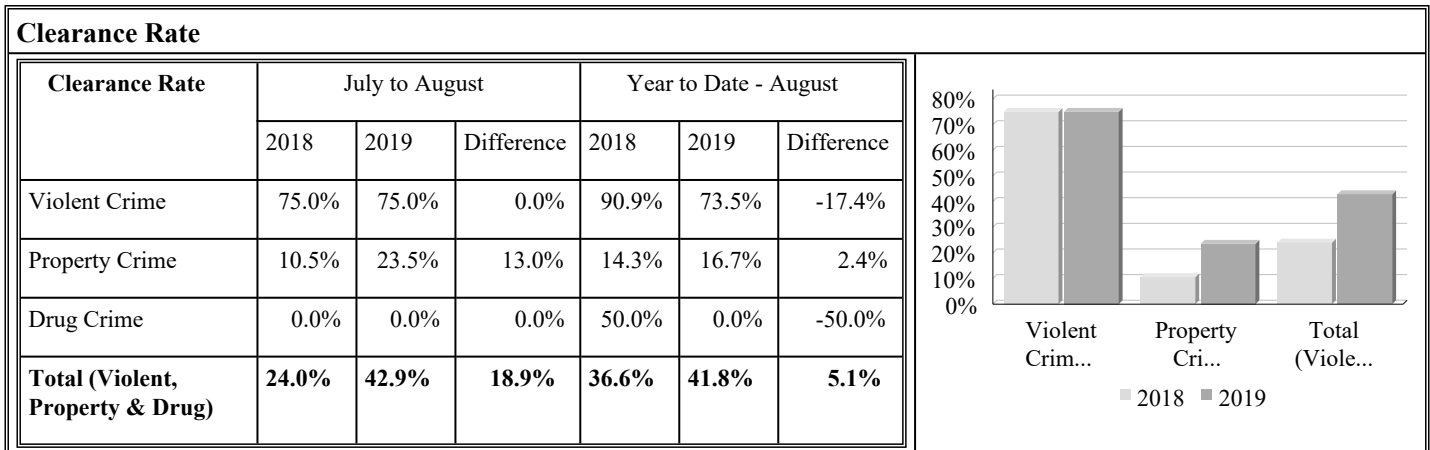 Clearance Rate
Clearance Rate July to August Year to Date - August
2018 2019 Difference 2018 2019 Difference
Violent Crime 75.0% 75.0% 0.0% 90.9% 73.5% -17.4%
Property Crime 10.5% 23.5% 13.0% 14.3% 16.7% 2.4%
Drug Crime 0.0% 0.0% 0.0% 50.0% 0.0% -50.0%
Total (Violent, 24.0% 42.9% 18.9% 36.6% 41.8% 5.1%
Property & Drug)
80%
70%
60%
50%
40%
30%
20%
10%
0%
Violent Property Total
Crim... Cri... (Viole...
2018 2019